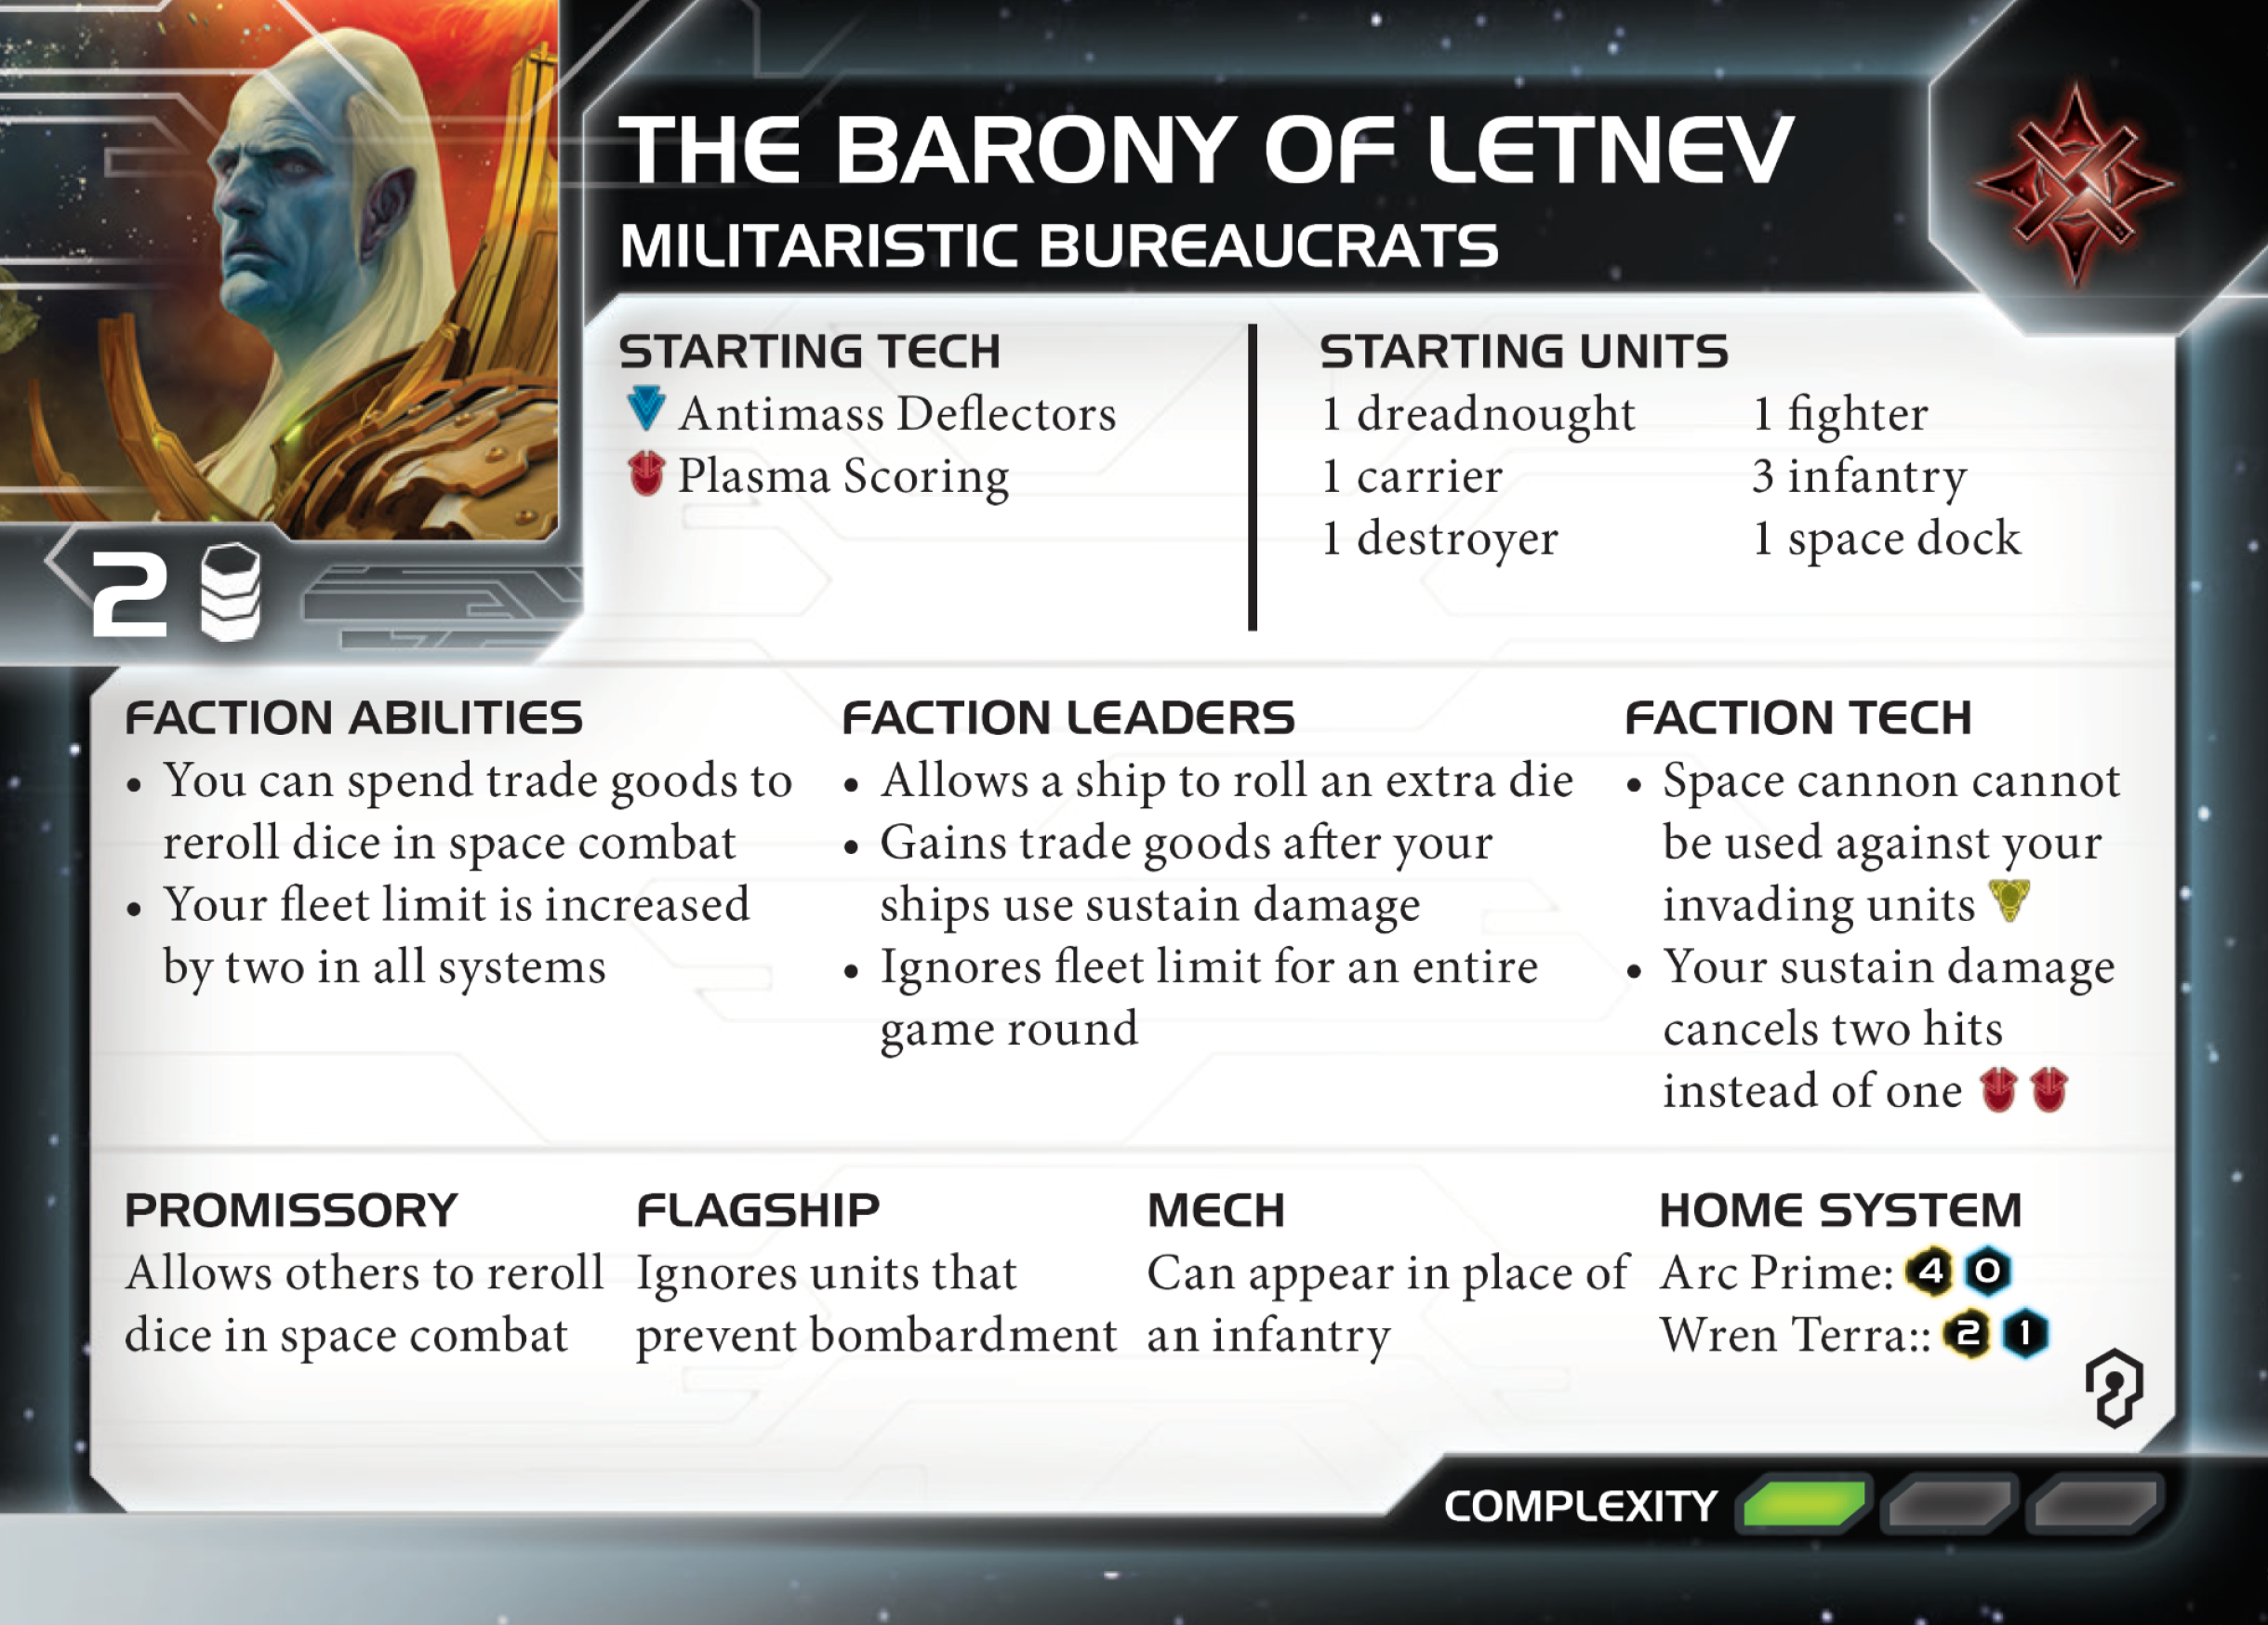 THE BARONY OF LETNEV
MILITARISTIC BUREAUCRATS
2
STARTING TECH
Antimass Deflectors
Plasma Scoring
STARTING UNITS
1 dreadnought
1 carrier
1 destroyer
1 fighter
3 infantry
1 space dock
FACTION ABILITIES
• You can spend trade goods to
reroll dice in space combat
• Your fleet limit is increased
by two in all systems
FACTION LEADERS
• Allows a ship to roll an extra die
• Gains trade goods after your
ships use sustain damage
• Ignores fleet limit for an entire
game round
FACTION TECH
• Space cannon cannot
be used against your
invading units
• Your sustain damage
cancels two hits
instead of one
PROMISSORY
Allows others to reroll
dice in space combat
FLAGSHIP
Ignores units that
prevent bombardment
MECH
Can appear in place of
an infantry
HOME SYSTEM
Arc Prime: 4 0
Wren Terra:: 2 1
COMPLEXITY